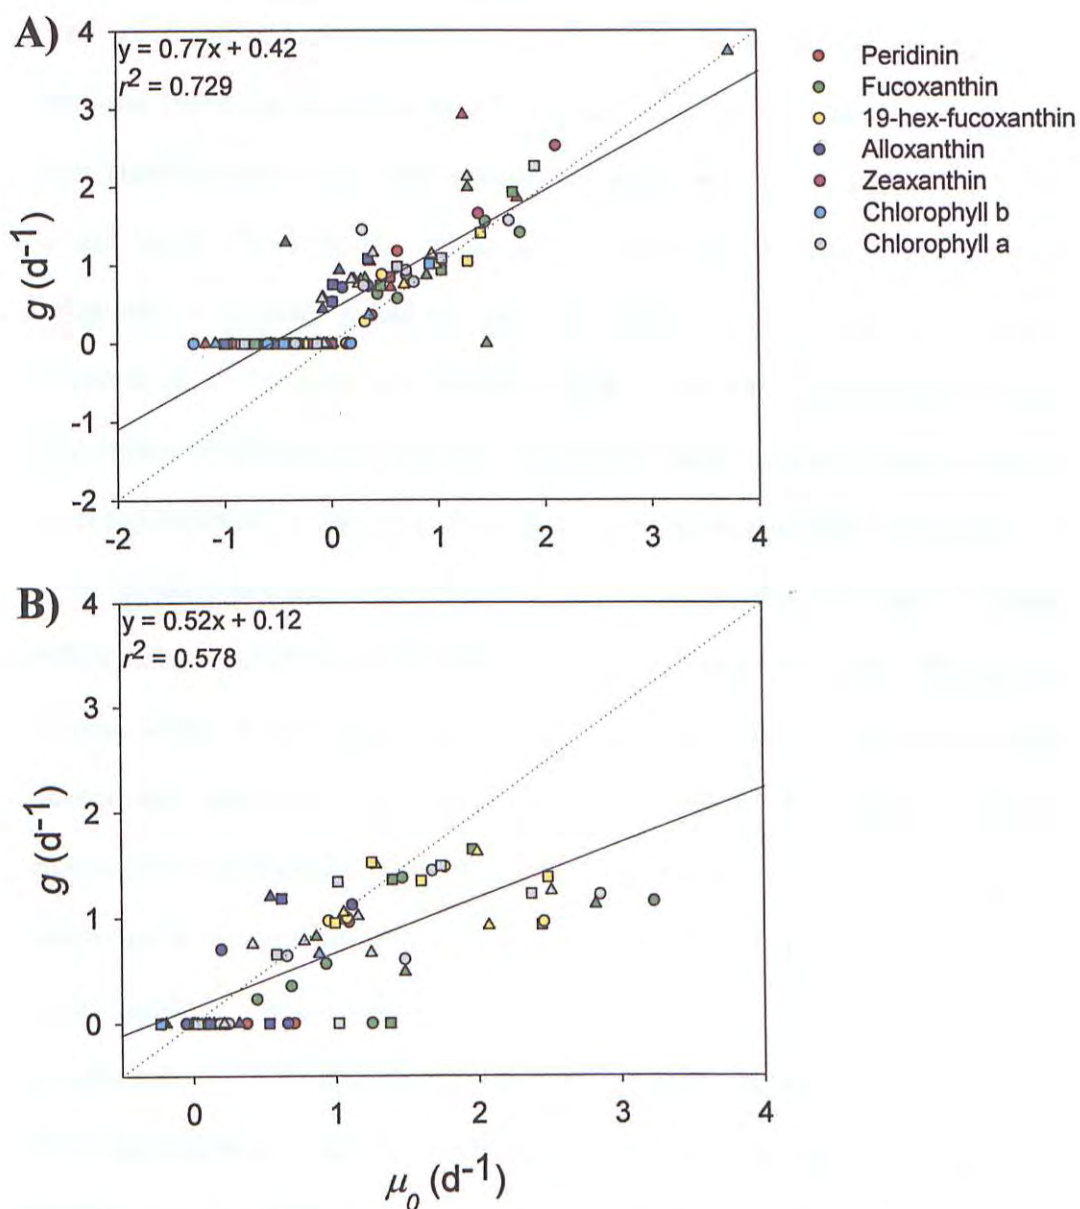 A)
y = 0.77x + 0.42
r² = 0.729
4
3
2
1
0
-1
-2
g (d⁻¹)
-2 -1 0 1 2 3 4
Peridinin
Fucoxanthin
19-hex-fucoxanthin
Alloxanthin
Zeaxanthin
Chlorophyll b
Chlorophyll a
B)
y = 0.52x + 0.12
r² = 0.578
4
3
2
1
0
g (d⁻¹)
0 1 2 3 4
μ₀ (d⁻¹)